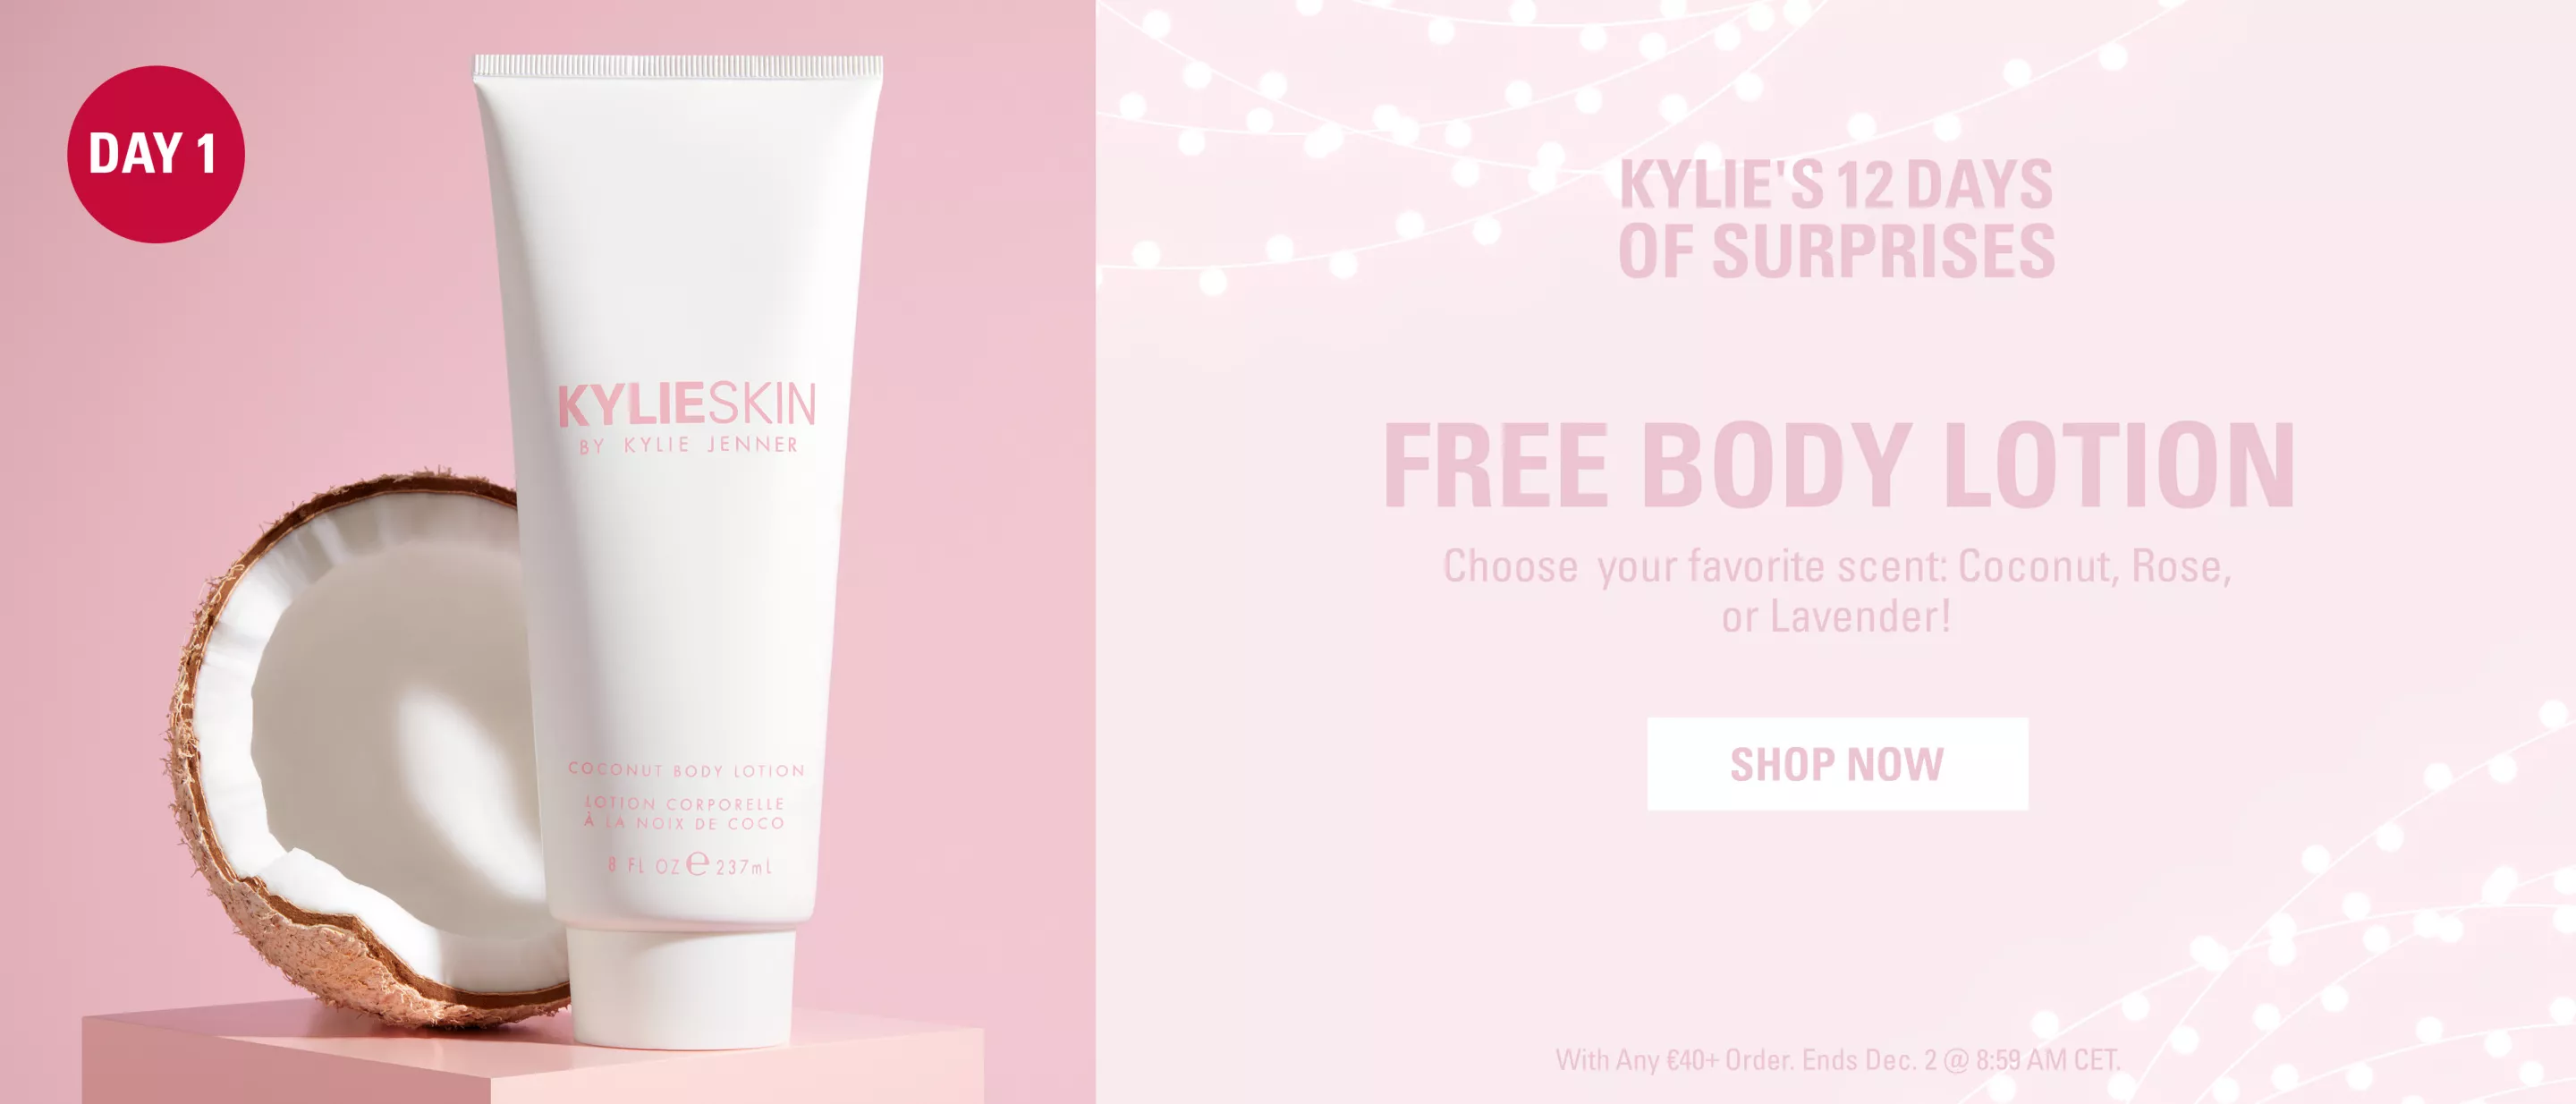 DAY 1
KYLIESKIN
BY KYLIE JENNER
COCONUT BODY LOTION
LOTION CORPORELLE
À LA NOIX DE COCO
8 FL OZ ℮ 237ml
KYLIE'S 12 DAYS
OF SURPRISES
FREE BODY LOTION
Choose your favorite scent: Coconut, Rose,
or Lavender!
SHOP NOW
With Any €40+ Order. Ends Dec. 2 @ 8:59 AM CET.